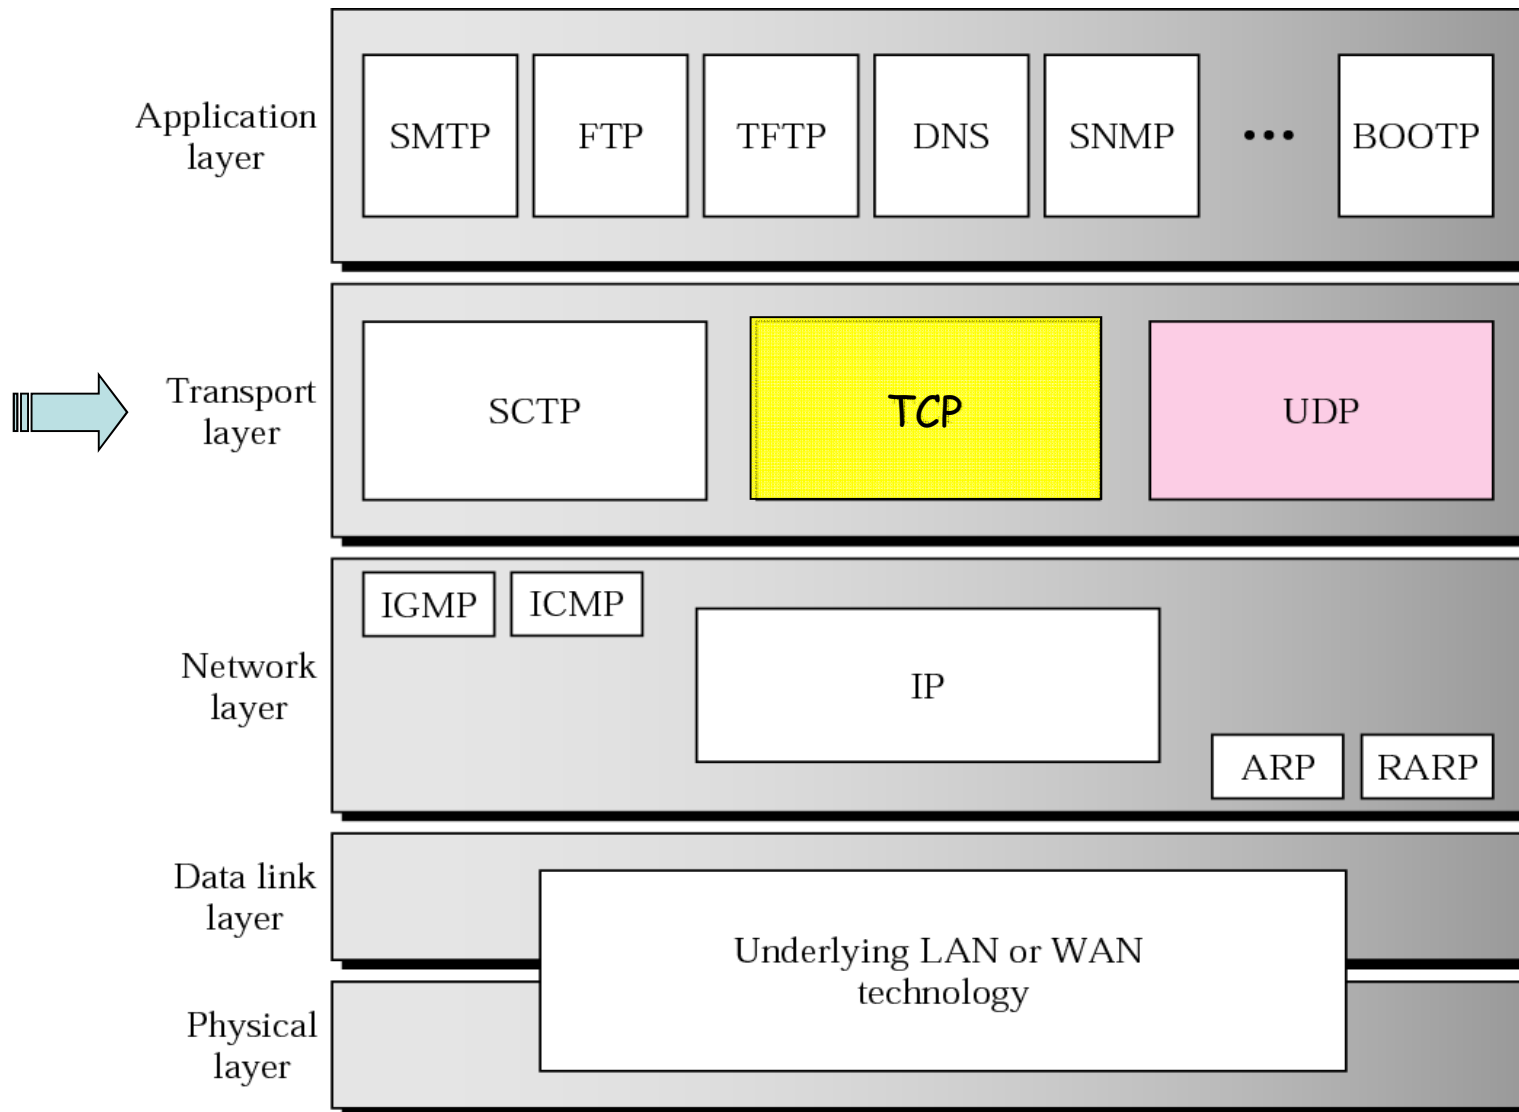 Application
layer
SMTP
FTP
TFTP
DNS
SNMP
•••
BOOTP
Transport
layer
SCTP
TCP
UDP
Network
layer
IGMP
ICMP
IP
ARP
RARP
Data link
layer
Underlying LAN or WAN
technology
Physical
layer